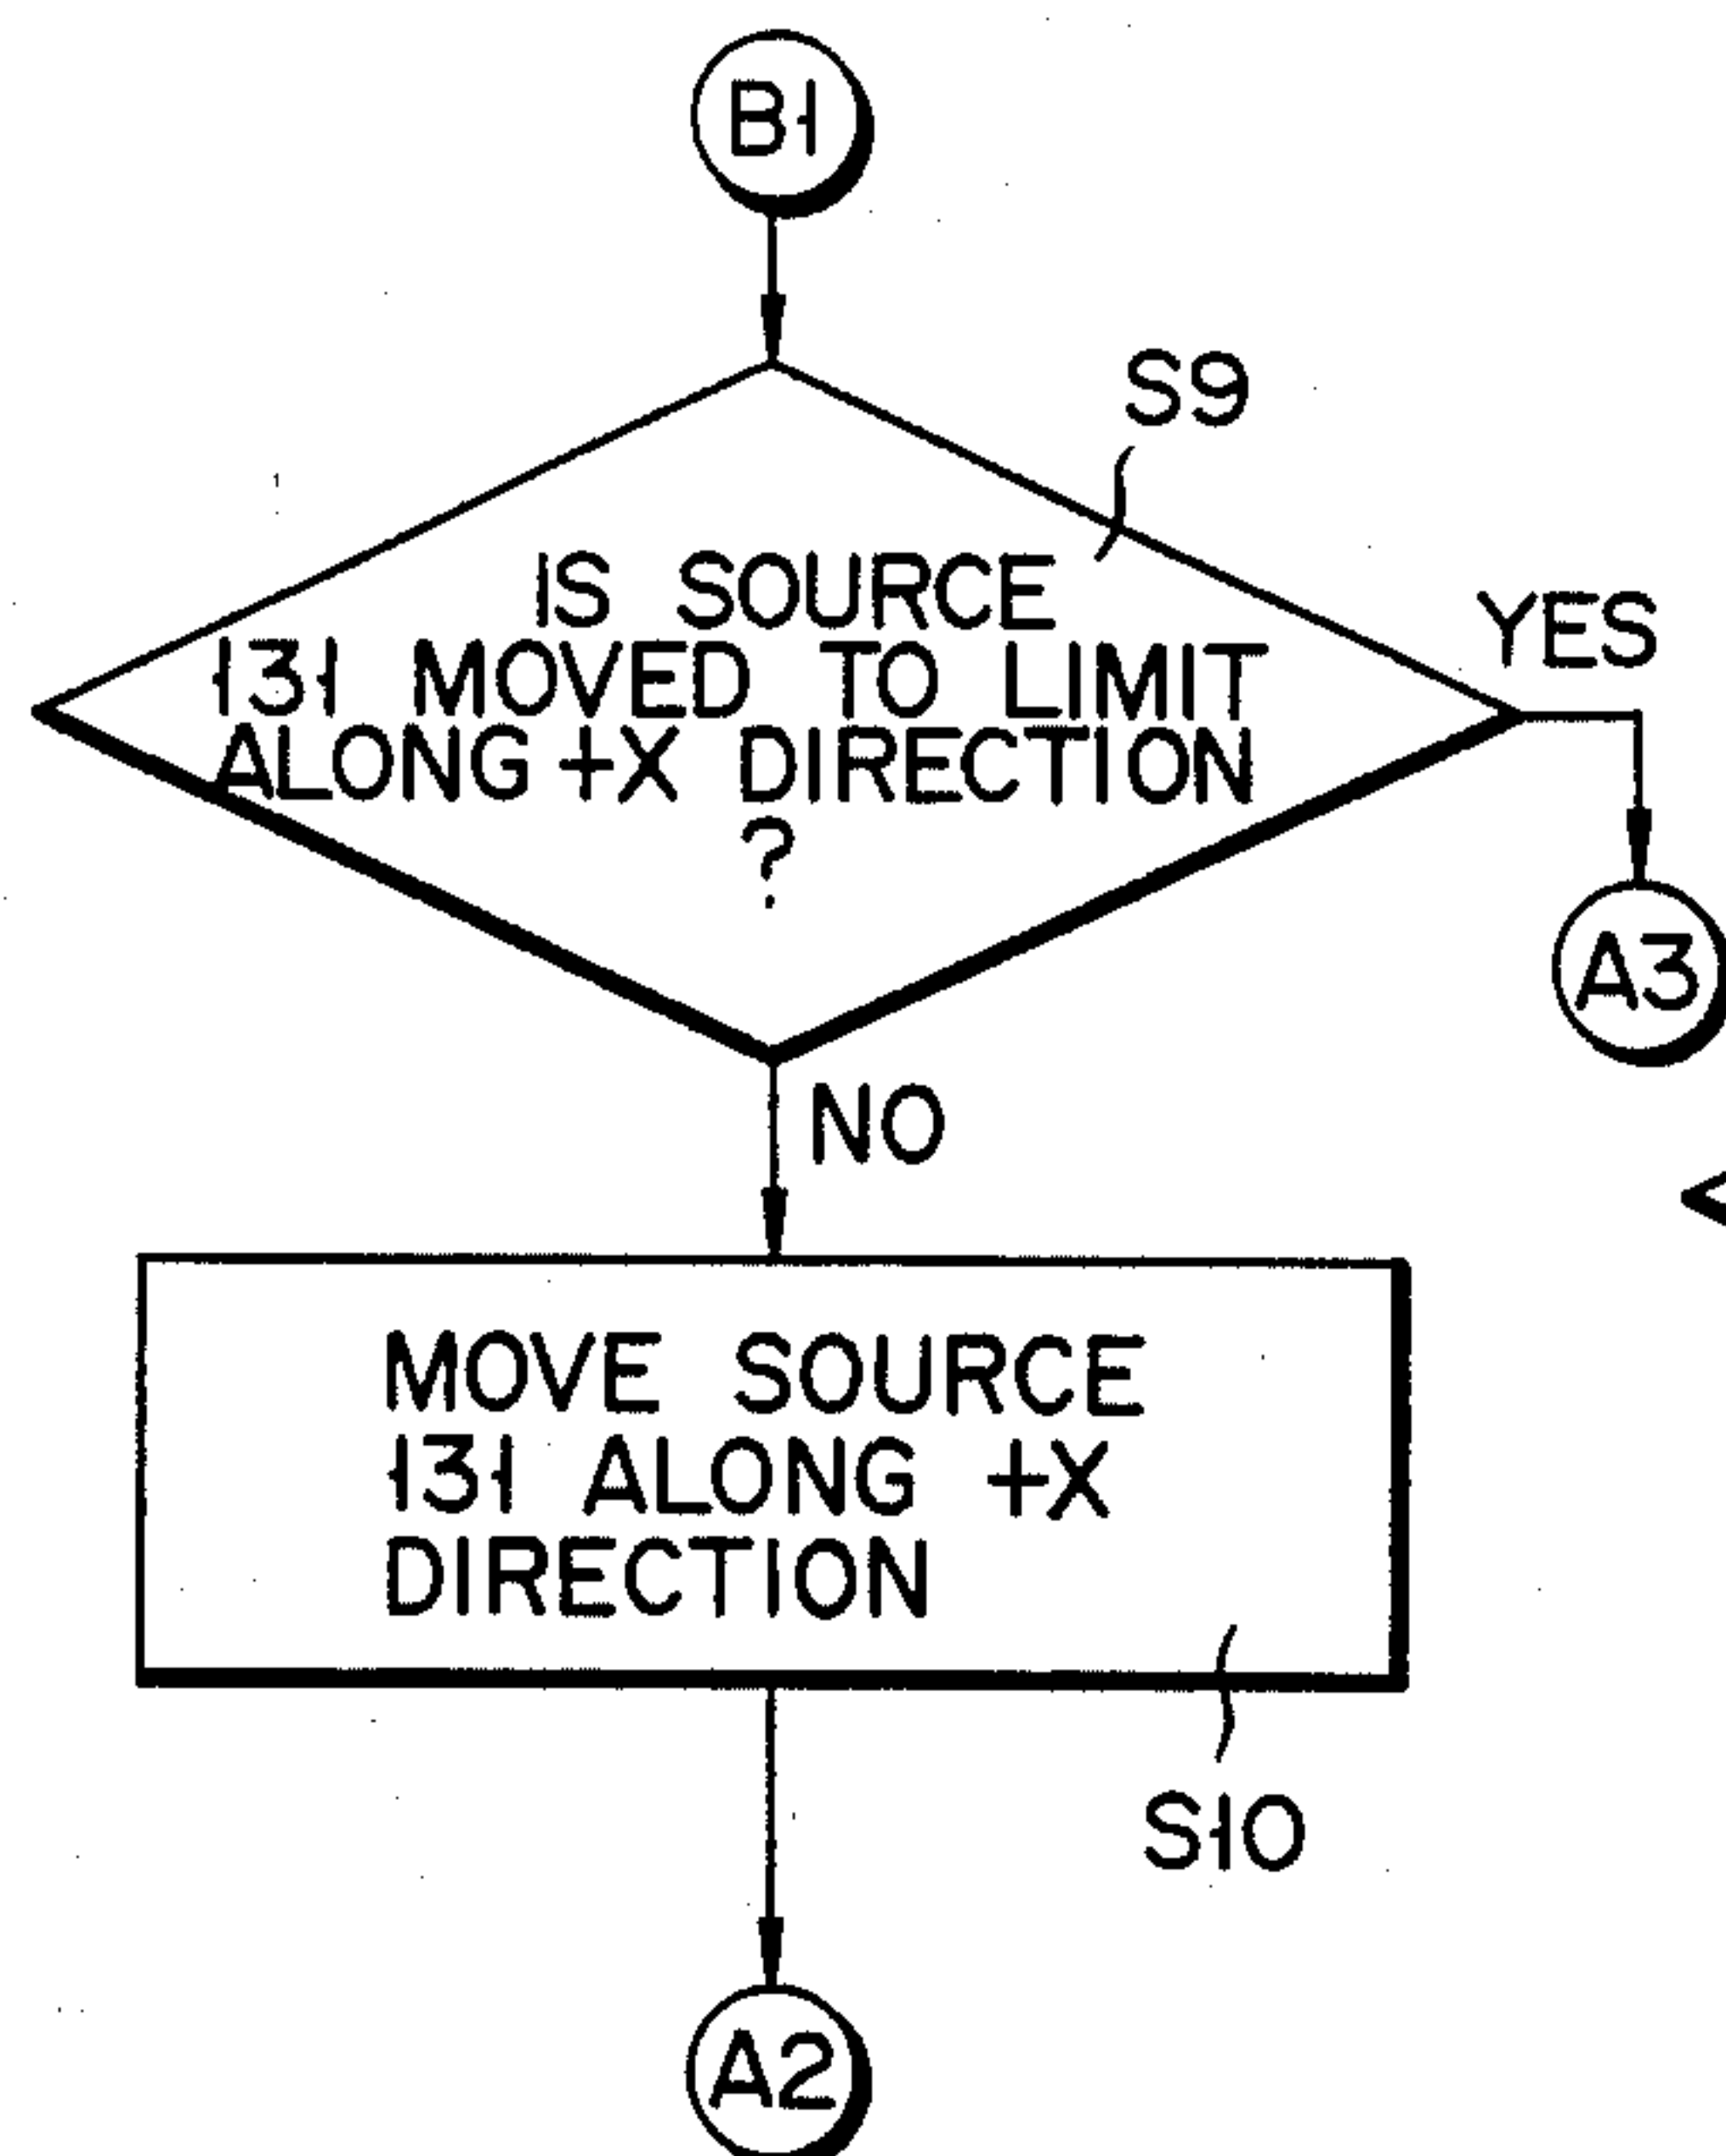 B1
S9
IS SOURCE
131 MOVED TO LIMIT
ALONG +X DIRECTION
?
YES
A3
NO
MOVE SOURCE
131 ALONG +X
DIRECTION
S10
A2